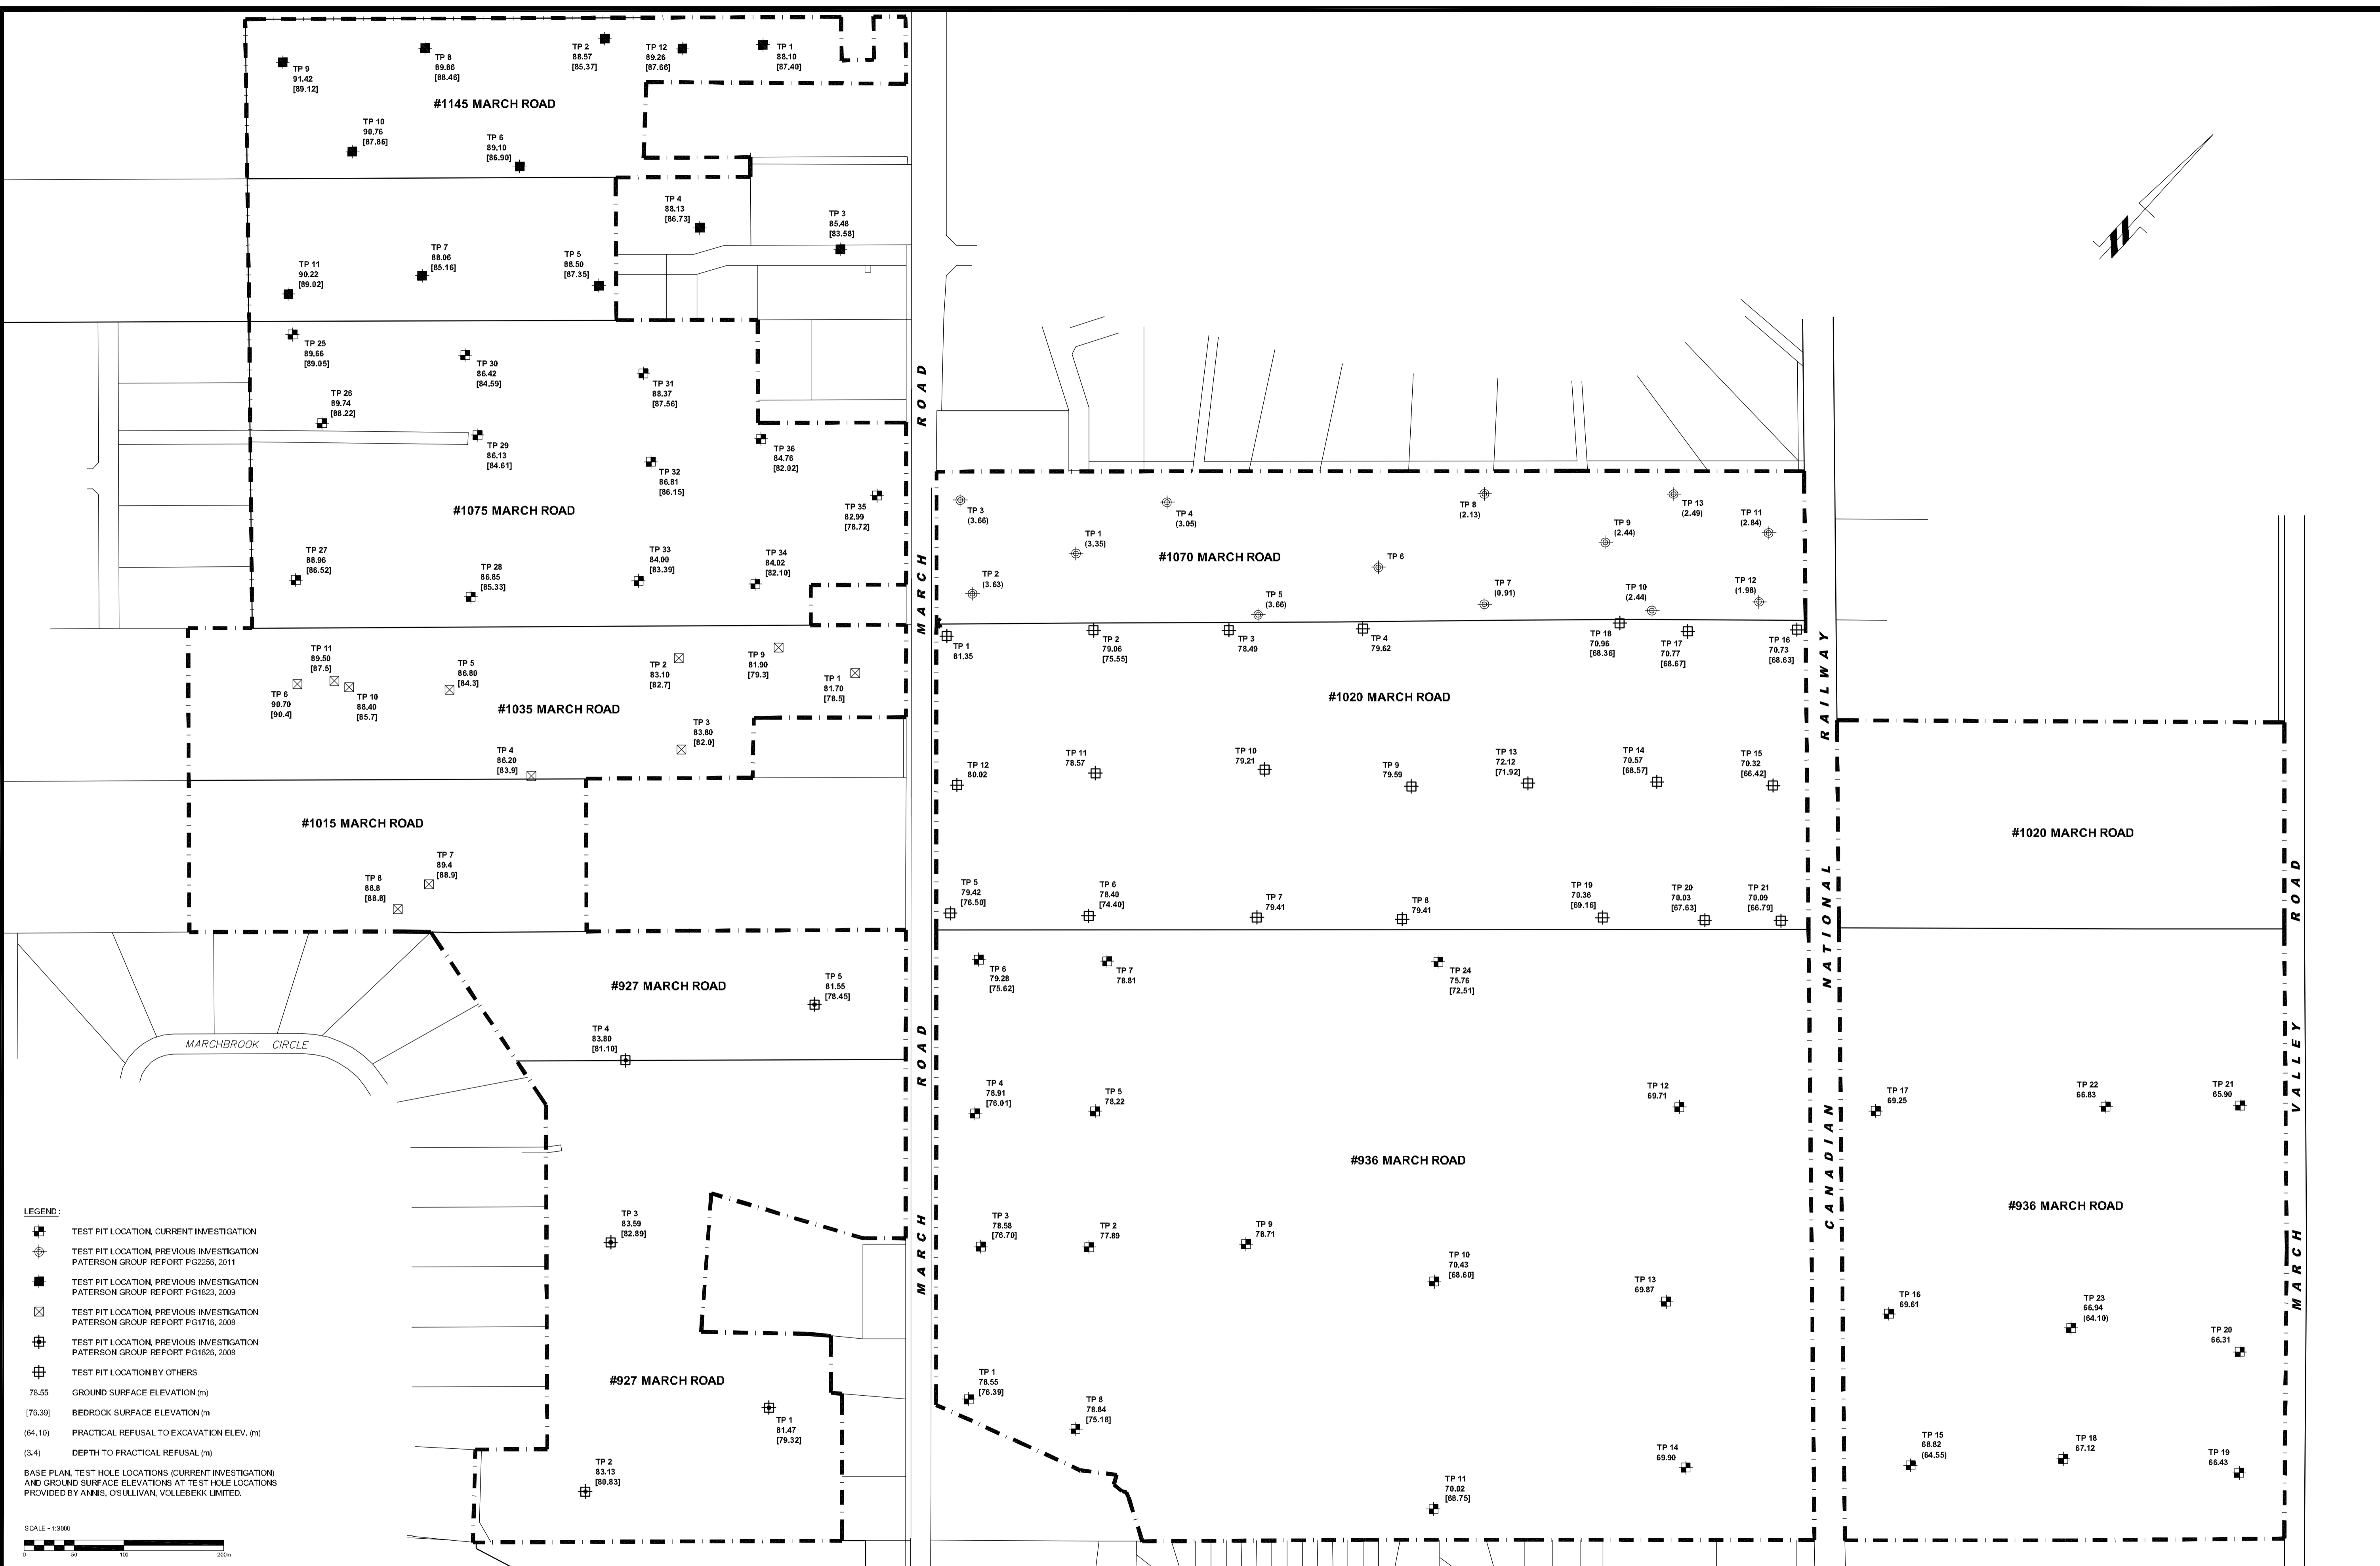 TP 9
91.42
[89.12]
TP 8
89.86
[88.46]
TP 2
88.57
[85.37]
TP 12
89.26
[87.66]
TP 1
88.10
[87.40]
#1145 MARCH ROAD
TP 10
90.76
[87.86]
TP 6
89.10
[86.90]
TP 4
88.13
[86.73]
TP 3
85.48
[83.58]
TP 11
90.22
[89.02]
TP 7
88.06
[85.16]
TP 5
88.50
[87.35]
TP 25
89.66
[89.05]
TP 30
86.42
[84.59]
TP 31
88.37
[87.56]
TP 26
89.74
[88.22]
TP 29
86.13
[84.61]
TP 32
86.81
[86.15]
TP 36
84.76
[82.02]
TP 35
82.99
[78.72]
#1075 MARCH ROAD
TP 27
88.96
[86.52]
TP 28
86.85
[85.33]
TP 33
84.00
[83.39]
TP 34
84.02
[82.10]
TP 11
89.50
[87.5]
TP 6
90.70
[90.4]
TP 10
88.40
[85.7]
TP 5
86.80
[84.3]
TP 2
83.10
[82.7]
TP 9
81.90
[79.3]
TP 1
81.70
[78.5]
#1035 MARCH ROAD
TP 3
83.80
[82.0]
TP 4
86.20
[83.9]
#1015 MARCH ROAD
TP 7
89.4
[88.9]
TP 8
88.8
[88.8]
MARCHBROOK CIRCLE
#927 MARCH ROAD
TP 5
81.55
[78.45]
TP 4
83.80
[81.10]
TP 3
83.59
[82.89]
#927 MARCH ROAD
TP 1
81.47
[79.32]
TP 2
83.13
[80.83]
MARCH ROAD
MARCH ROAD
TP 3
(3.66)
TP 4
(3.05)
TP 1
(3.35)
TP 2
(3.63)
TP 8
(2.13)
TP 13
(2.49)
TP 9
(2.44)
TP 11
(2.84)
#1070 MARCH ROAD
TP 6
TP 5
(3.66)
TP 7
(0.91)
TP 10
(2.44)
TP 12
(1.98)
TP 1
81.35
TP 2
79.06
[75.55]
TP 3
78.49
TP 4
79.62
TP 18
70.96
[68.36]
TP 17
70.77
[68.67]
TP 16
70.73
[68.63]
#1020 MARCH ROAD
TP 12
80.02
TP 11
78.57
TP 10
79.21
TP 9
79.59
TP 13
72.12
[71.92]
TP 14
70.57
[68.57]
TP 15
70.32
[66.42]
TP 5
79.42
[76.50]
TP 6
78.40
[74.40]
TP 7
79.41
TP 8
79.41
TP 19
70.36
[69.16]
TP 20
70.03
[67.63]
TP 21
70.09
[66.79]
TP 6
79.28
[75.62]
TP 7
78.81
TP 24
75.76
[72.51]
TP 4
78.91
[76.01]
TP 5
78.22
TP 12
69.71
#936 MARCH ROAD
TP 3
78.58
[76.70]
TP 2
77.89
TP 9
78.71
TP 10
70.43
[68.60]
TP 13
69.87
TP 1
78.55
[76.39]
TP 8
78.84
[75.18]
TP 11
70.02
[68.75]
TP 14
69.90
CANADIAN NATIONAL RAILWAY
#1020 MARCH ROAD
TP 17
69.25
TP 22
66.83
TP 21
65.90
#936 MARCH ROAD
TP 16
69.61
TP 23
66.94
(64.10)
TP 20
66.31
TP 15
68.82
(64.55)
TP 18
67.12
TP 19
66.43
MARCH VALLEY ROAD
LEGEND :
TEST PIT LOCATION, CURRENT INVESTIGATION
TEST PIT LOCATION, PREVIOUS INVESTIGATION
PATERSON GROUP REPORT PG2256, 2011
TEST PIT LOCATION, PREVIOUS INVESTIGATION
PATERSON GROUP REPORT PG1823, 2009
TEST PIT LOCATION, PREVIOUS INVESTIGATION
PATERSON GROUP REPORT PG1716, 2008
TEST PIT LOCATION, PREVIOUS INVESTIGATION
PATERSON GROUP REPORT PG1626, 2008
TEST PIT LOCATION BY OTHERS
78.55 GROUND SURFACE ELEVATION (m)
[76.39] BEDROCK SURFACE ELEVATION (m
(64.10) PRACTICAL REFUSAL TO EXCAVATION ELEV. (m)
(3.4) DEPTH TO PRACTICAL REFUSAL (m)
BASE PLAN, TEST HOLE LOCATIONS (CURRENT INVESTIGATION)
AND GROUND SURFACE ELEVATIONS AT TEST HOLE LOCATIONS
PROVIDED BY ANNIS, O'SULLIVAN, VOLLEBEKK LIMITED.
SCALE - 1:3000
0 50 100 200m